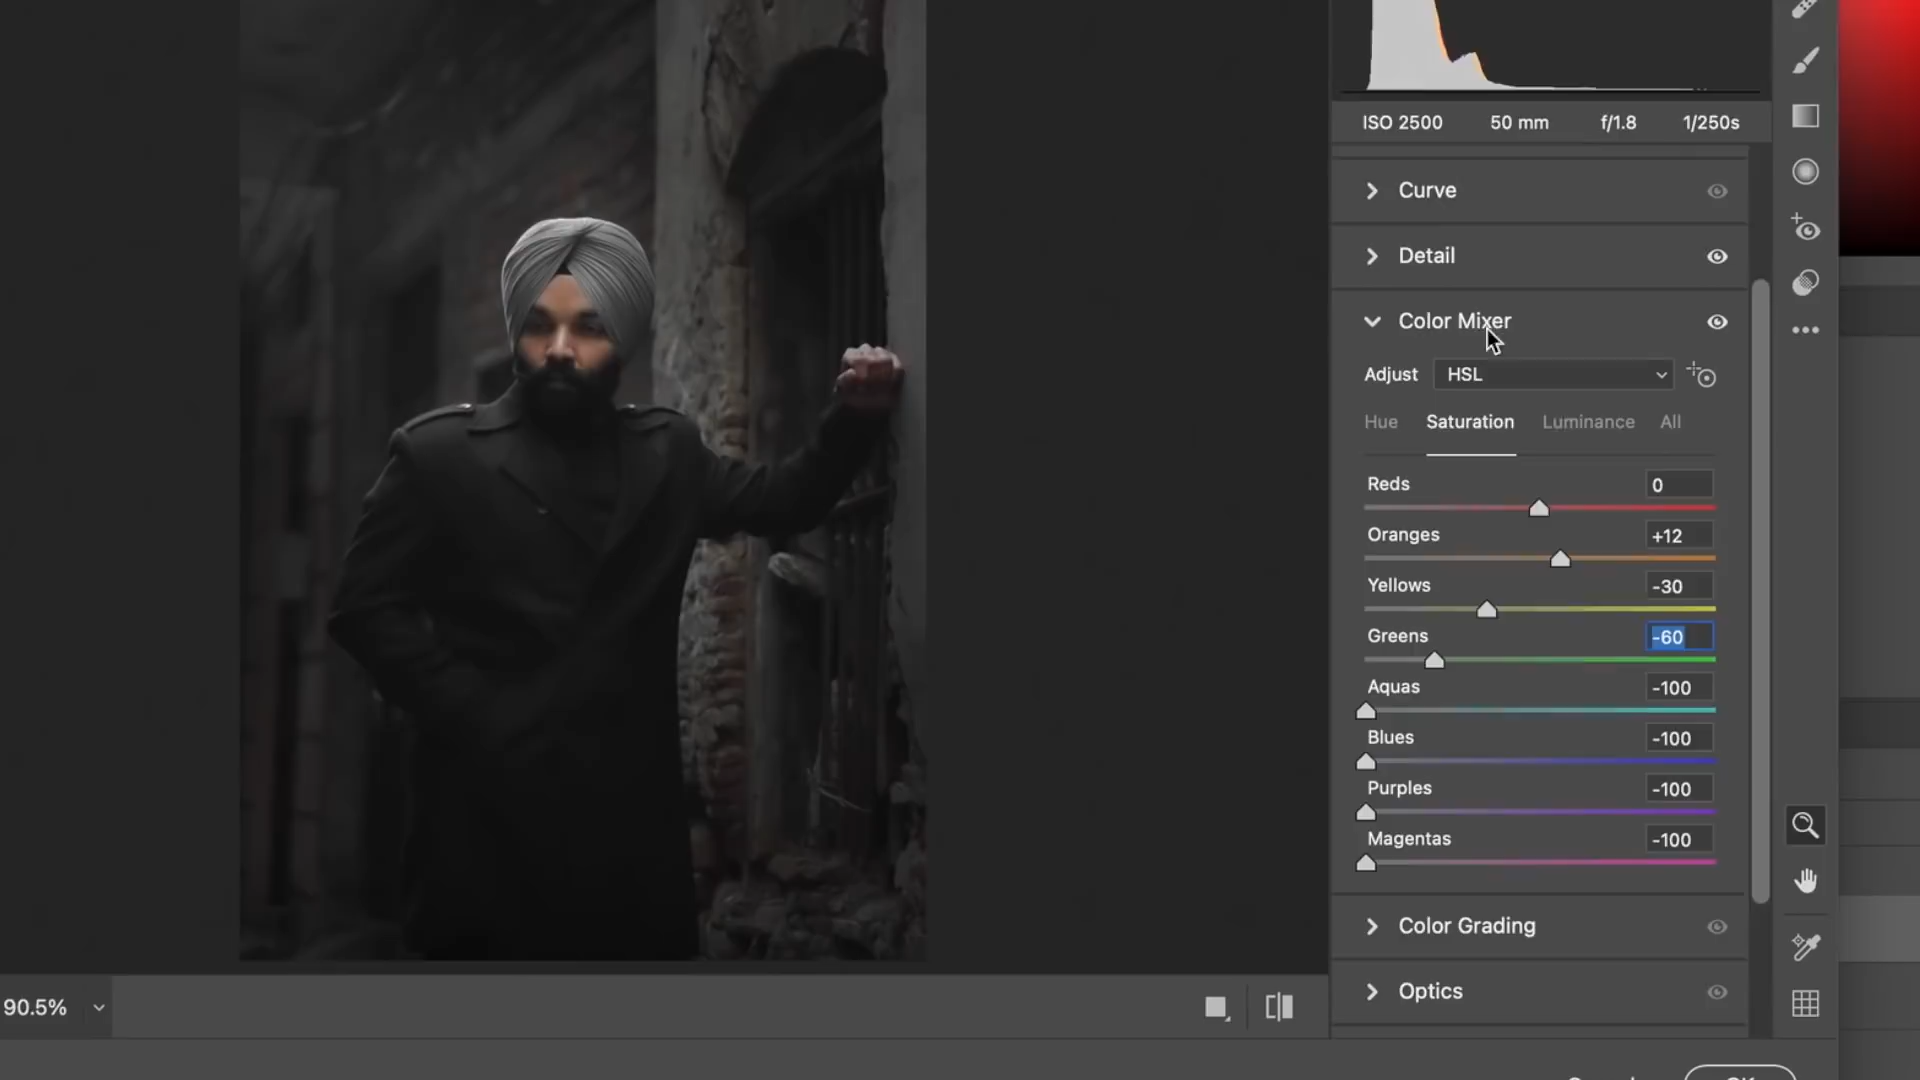 ISO 2500 50 mm f/1.8 1/250s
Curve
Detail
Color Mixer
Adjust HSL
Hue Saturation Luminance All
Reds 0
Oranges +12
Yellows -30
Greens -60
Aquas -100
Blues -100
Purples -100
Magentas -100
Color Grading
Optics
90.5%